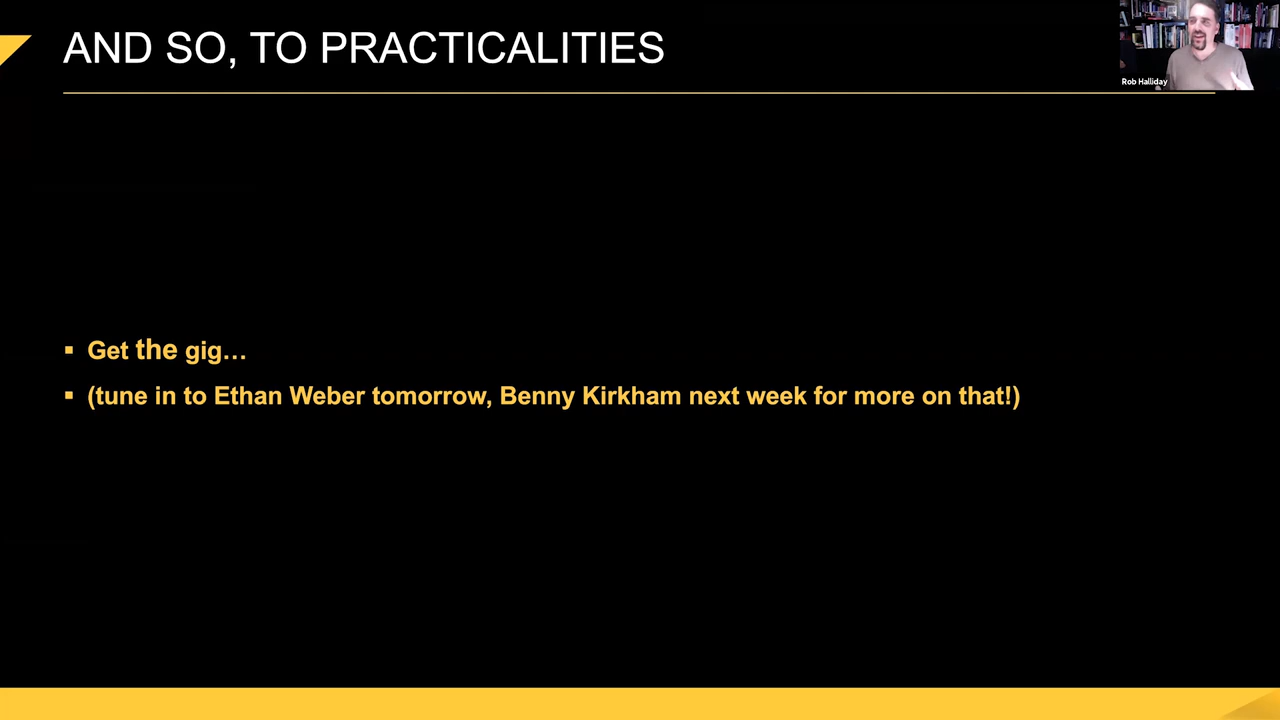 AND SO, TO PRACTICALITIES
Rob Halliday
▪ Get the gig…
▪ (tune in to Ethan Weber tomorrow, Benny Kirkham next week for more on that!)